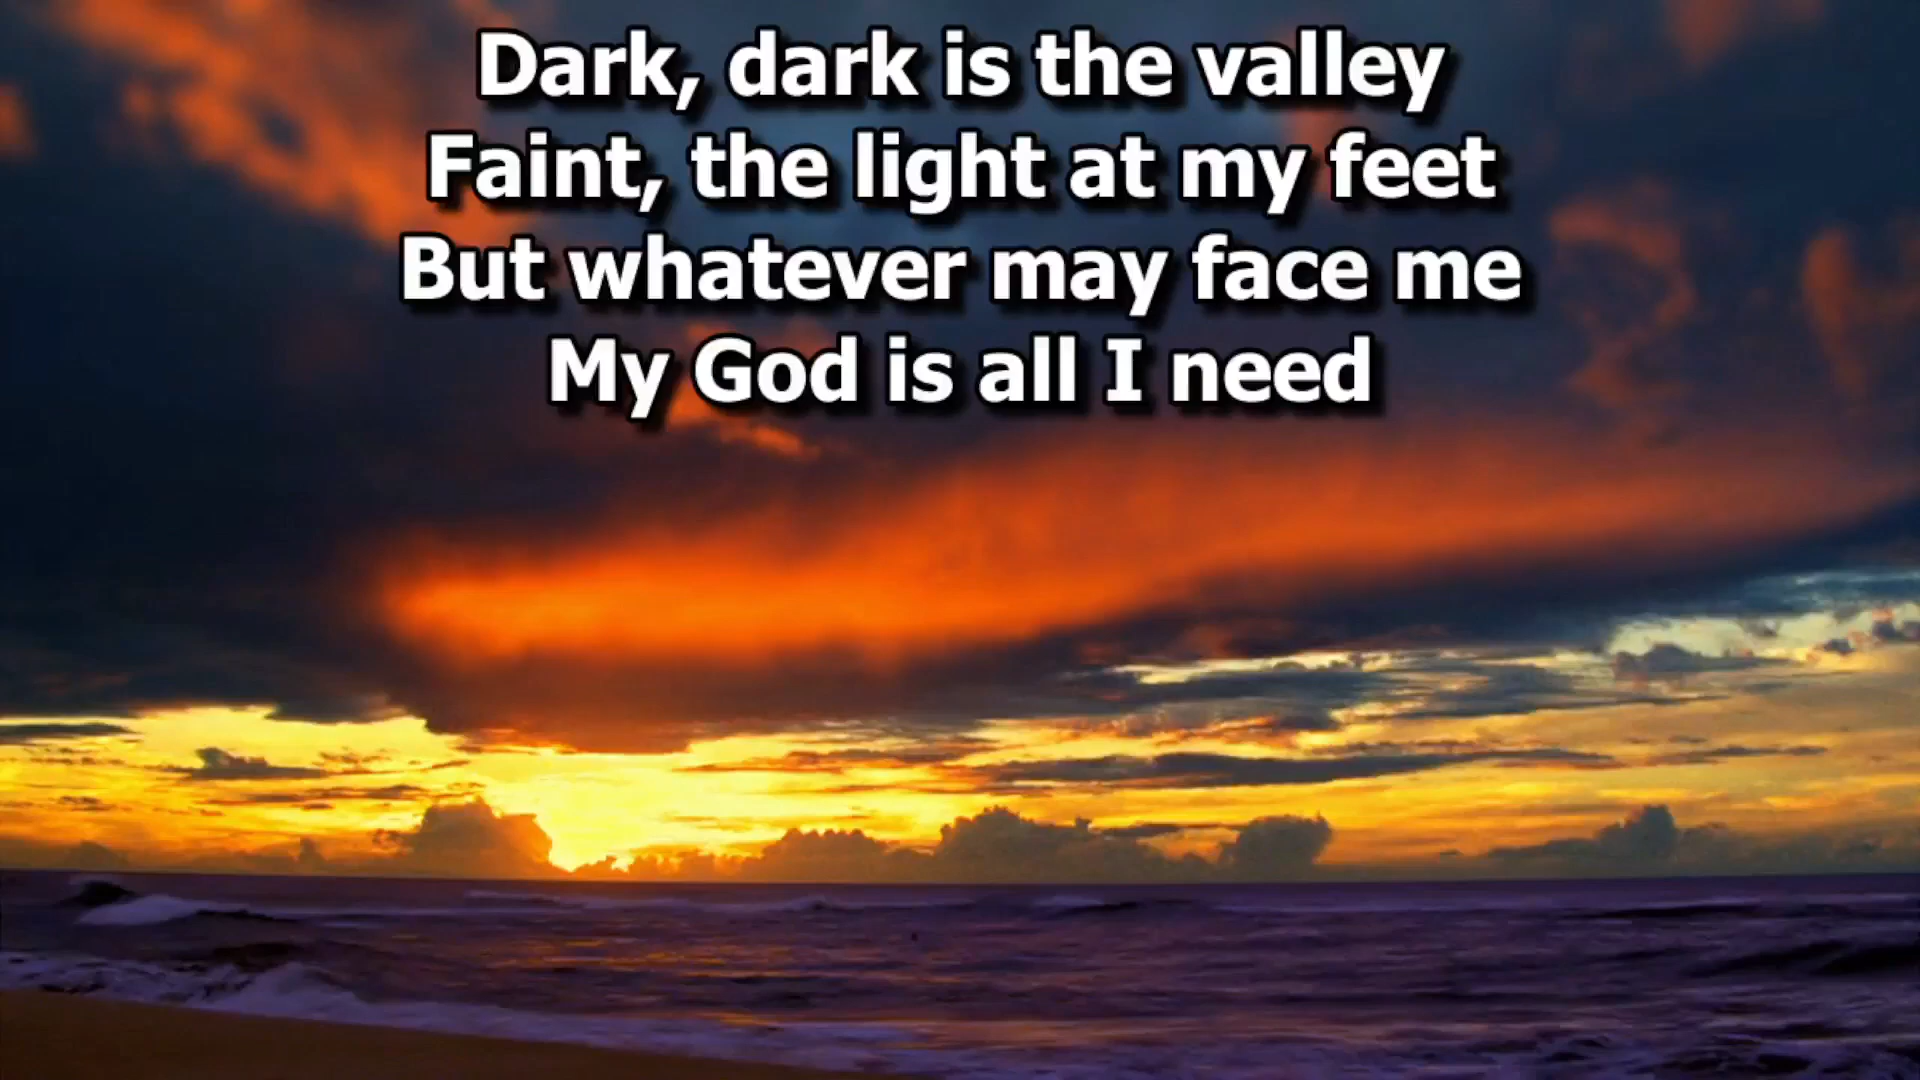 Dark, dark is the valley
Faint, the light at my feet
But whatever may face me
My God is all I need